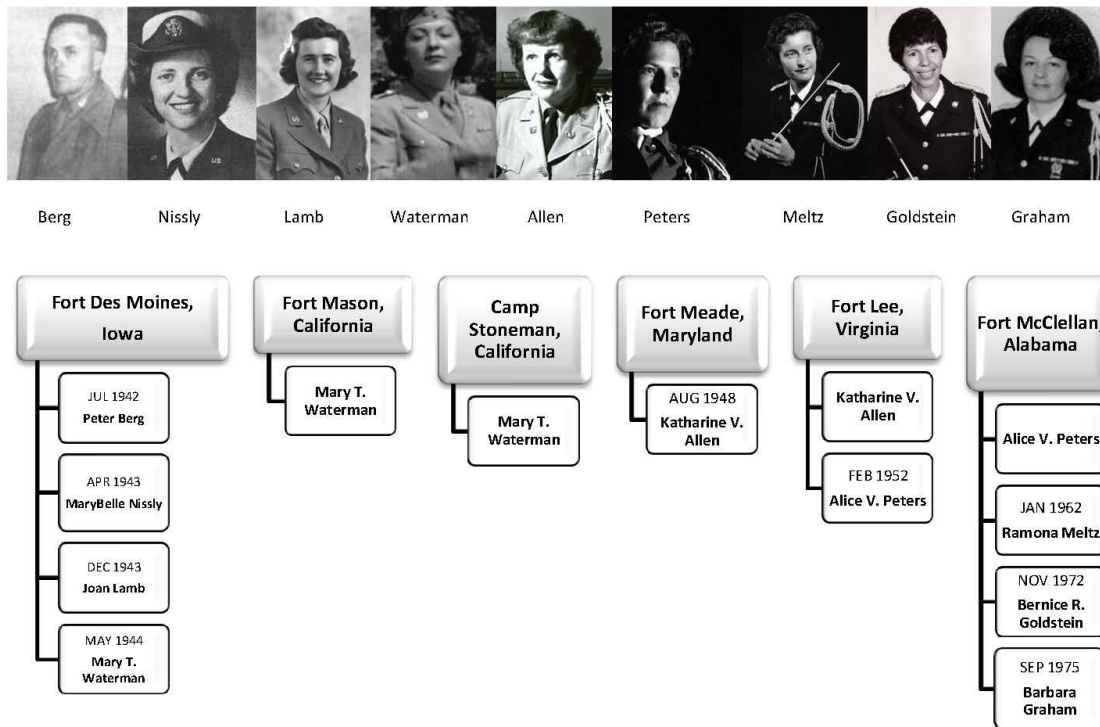 Berg Nissly Lamb Waterman Allen Peters Meltz Goldstein Graham
Fort Des Moines,
Iowa
JUL 1942
Peter Berg
APR 1943
MaryBelle Nissly
DEC 1943
Joan Lamb
MAY 1944
Mary T.
Waterman
Fort Mason,
California
Mary T.
Waterman
Camp
Stoneman,
California
Mary T.
Waterman
Fort Meade,
Maryland
AUG 1948
Katharine V.
Allen
Fort Lee,
Virginia
Katharine V.
Allen
FEB 1952
Alice V. Peters
Fort McClellan,
Alabama
Alice V. Peters
JAN 1962
Ramona Meltz
NOV 1972
Bernice R.
Goldstein
SEP 1975
Barbara
Graham